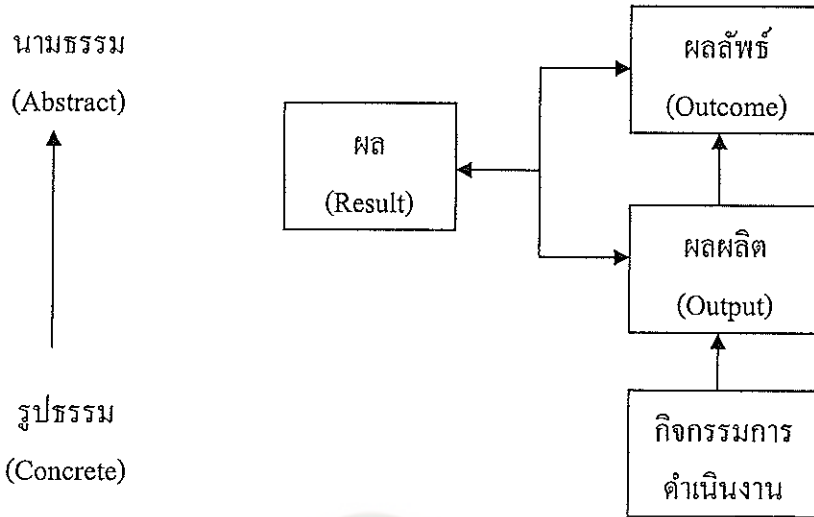 นามธรรม
(Abstract)
ผลลัพธ์
(Outcome)
ผล
(Result)
ผลผลิต
(Output)
รูปธรรม
(Concrete)
กิจกรรมการ
ดำเนินงาน